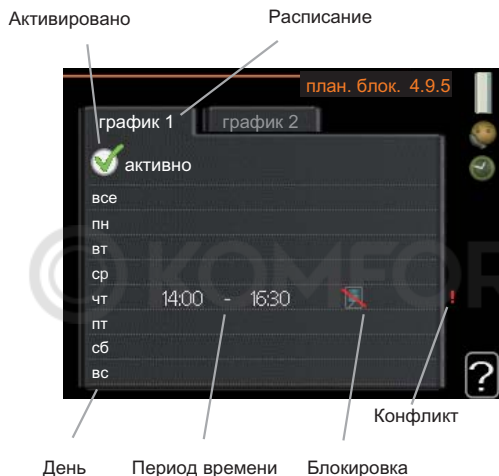 Активировано Расписание
план. блок. 4.9.5
график 1 график 2
активно
все
пн
вт
ср
чт 14:00 - 16:30 !
пт
сб
вс
?
Конфликт
День Период времени Блокировка
© KOMFOR